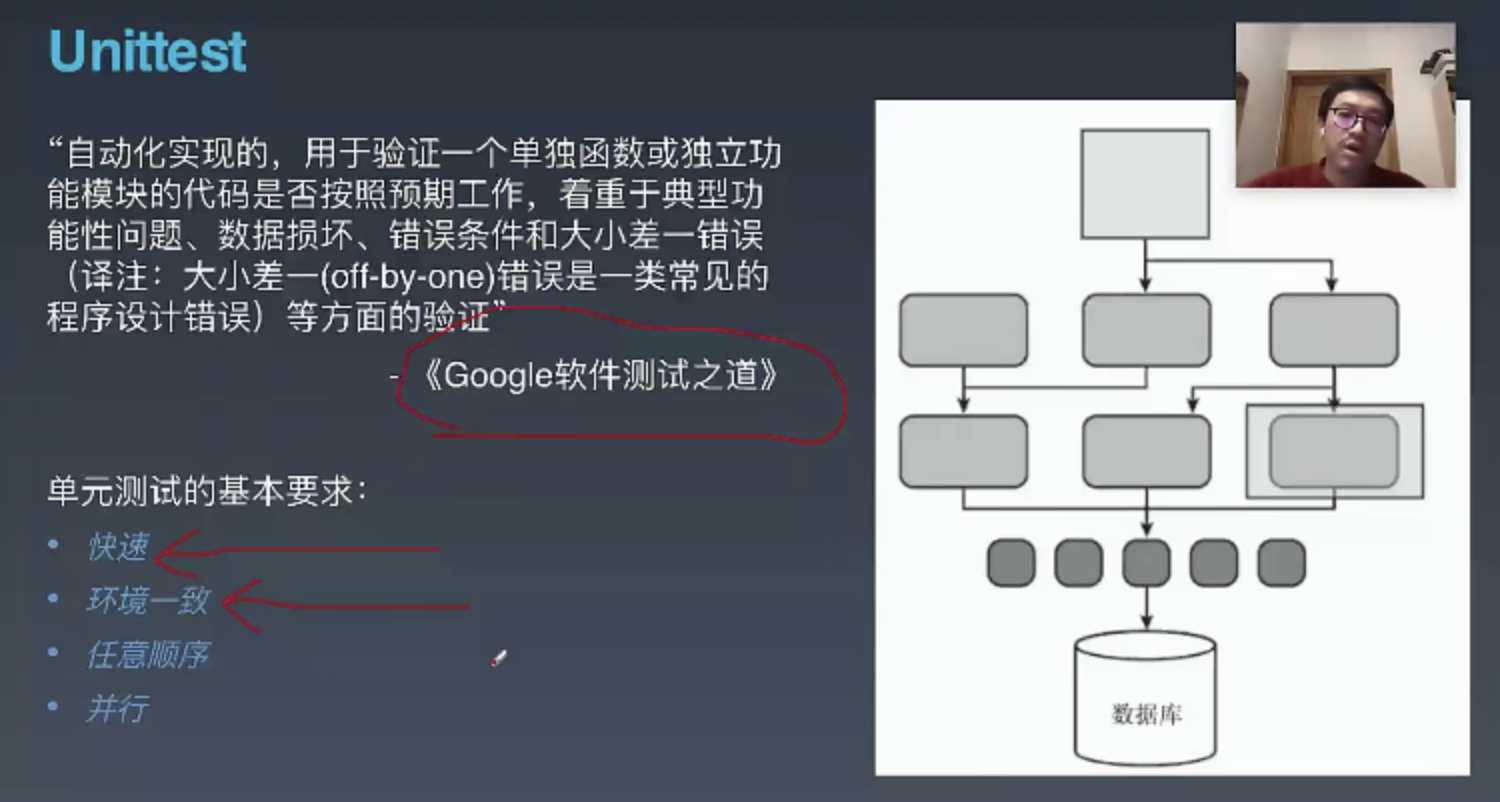 Unittest
“自动化实现的，用于验证一个单独函数或独立功
能模块的代码是否按照预期工作，着重于典型功
能性问题、数据损坏、错误条件和大小差一错误
（译注：大小差一(off-by-one)错误是一类常见的
程序设计错误）等方面的验证”
- 《Google软件测试之道》
单元测试的基本要求：
• 快速
• 环境一致
• 任意顺序
• 并行
数据库